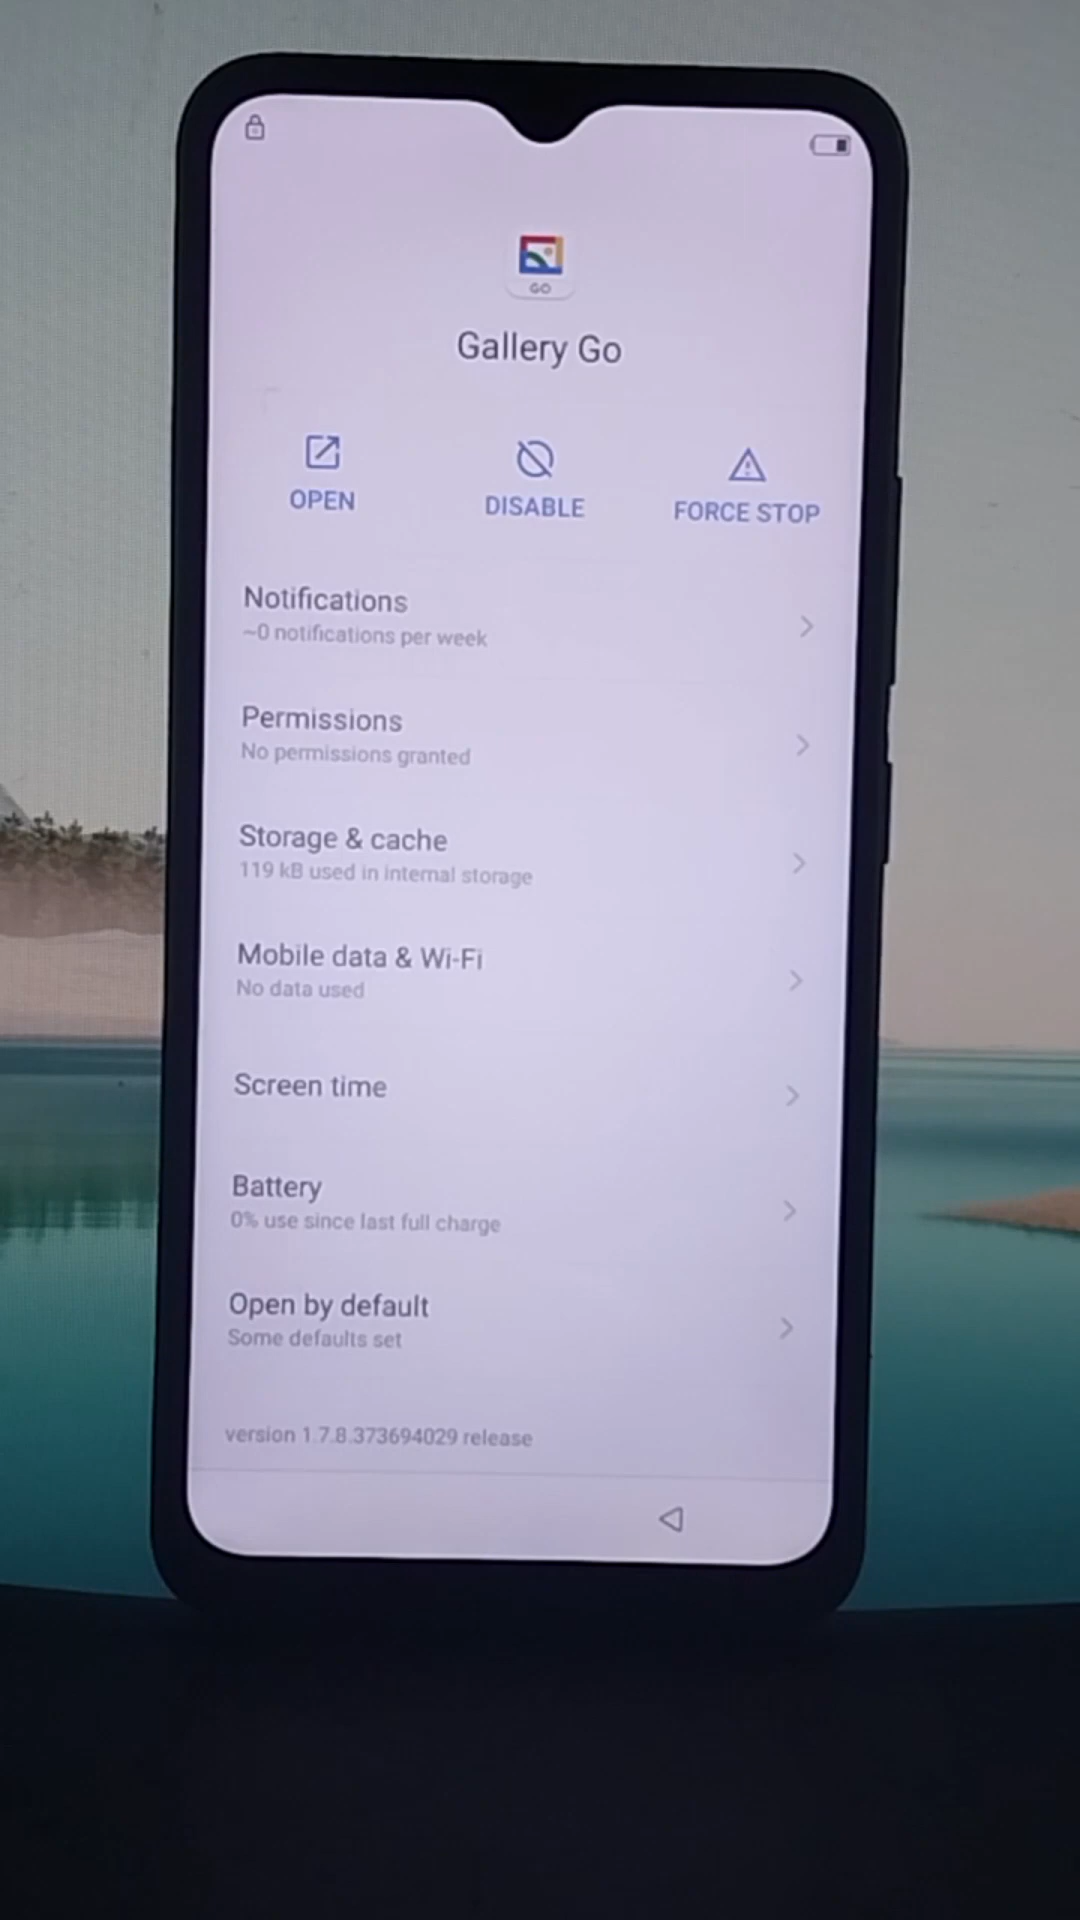 GO
Gallery Go
OPEN
DISABLE
FORCE STOP
Notifications
~0 notifications per week
Permissions
No permissions granted
Storage & cache
119 kB used in internal storage
Mobile data & Wi-Fi
No data used
Screen time
Battery
0% use since last full charge
Open by default
Some defaults set
version 1.7.8.373694029 release